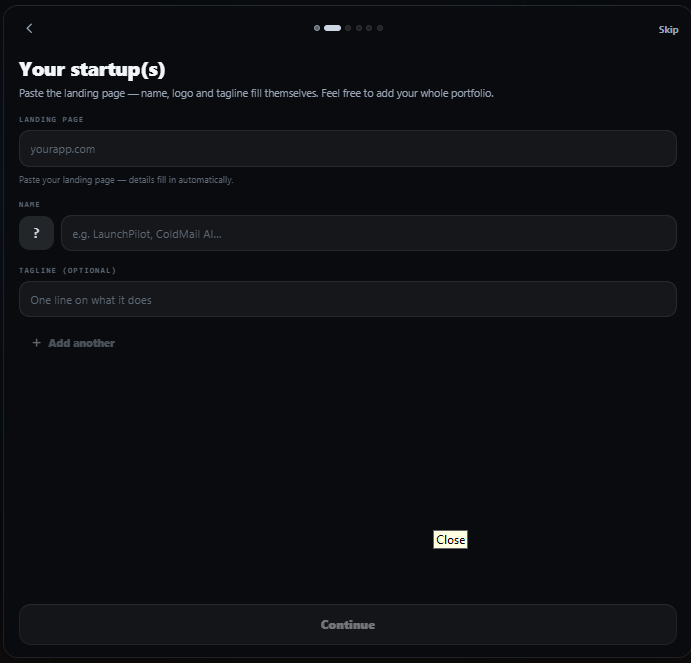 Skip
Your startup(s)
Paste the landing page — name, logo and tagline fill themselves. Feel free to add your whole portfolio.
LANDING PAGE
yourapp.com
Paste your landing page — details fill in automatically.
NAME
?
e.g. LaunchPilot, ColdMail AI...
TAGLINE (OPTIONAL)
One line on what it does
+ Add another
Close
Continue